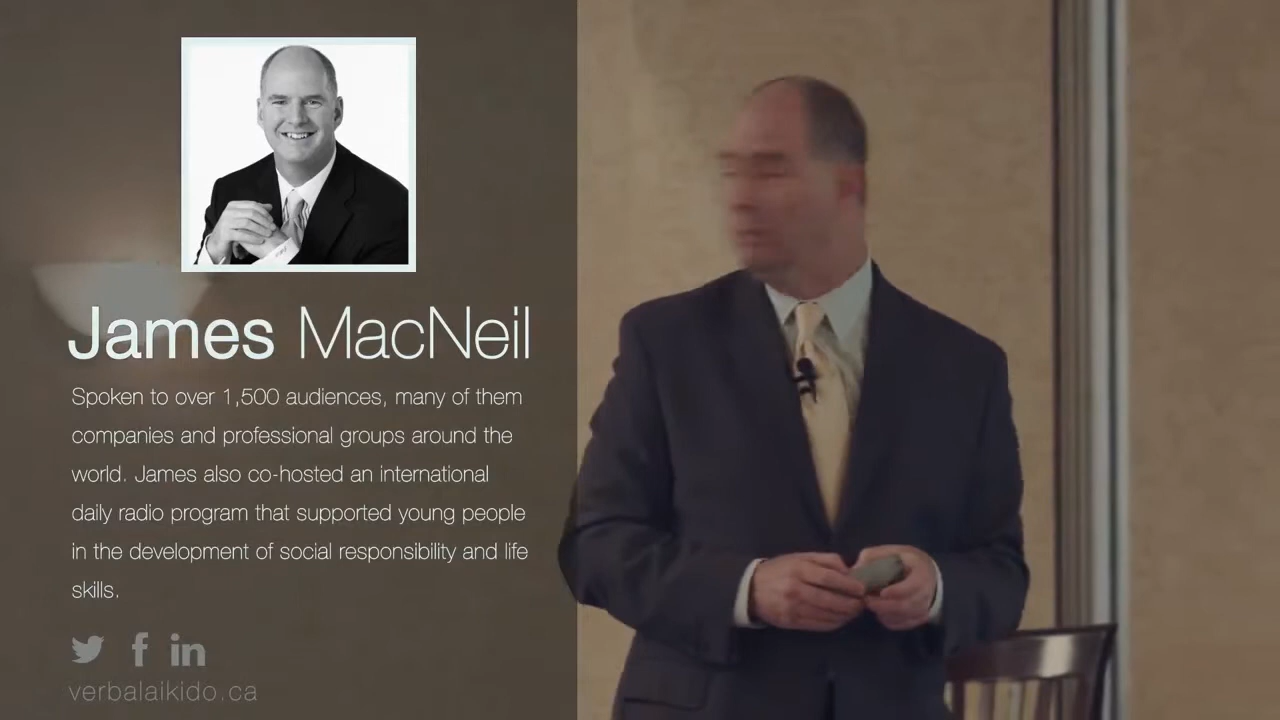 James MacNeil
Spoken to over 1,500 audiences, many of them
companies and professional groups around the
world. James also co-hosted an international
daily radio program that supported young people
in the development of social responsibility and life
skills.
verbalaikido.ca